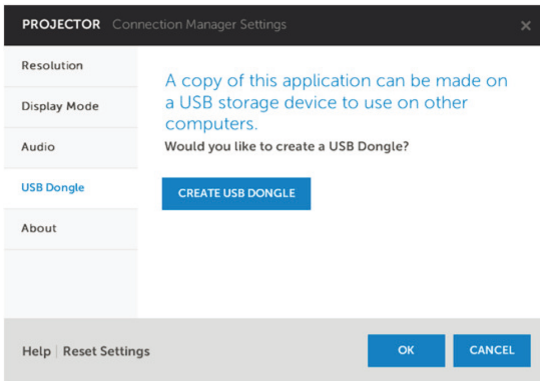 PROJECTOR Connection Manager Settings ×
Resolution
Display Mode
Audio
USB Dongle
About
A copy of this application can be made on
a USB storage device to use on other
computers.
Would you like to create a USB Dongle?
CREATE USB DONGLE
Help | Reset Settings
OK
CANCEL